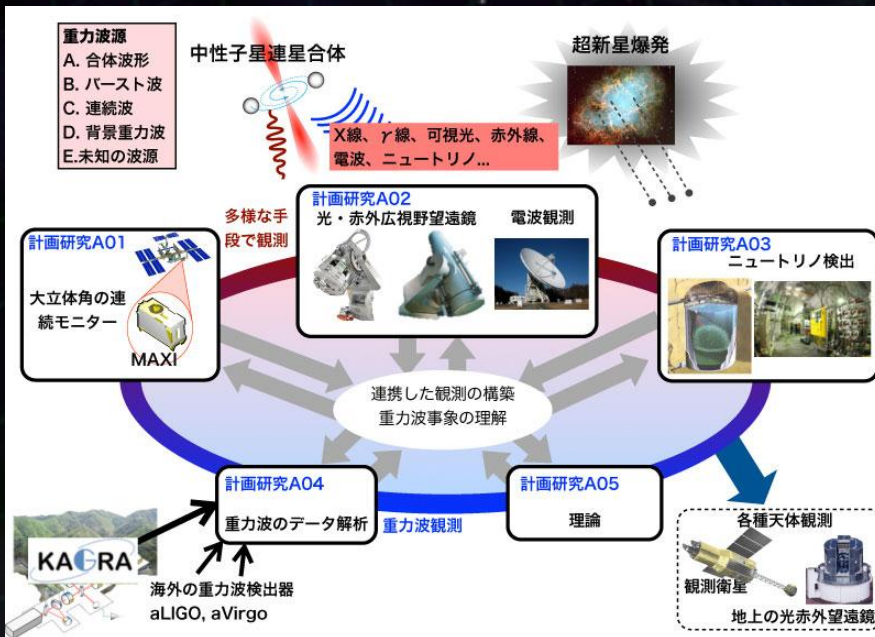 重力波源
A. 合体波形
B. バースト波
C. 連続波
D. 背景重力波
E.未知の波源
中性子星連星合体
超新星爆発
X線、γ線、可視光、赤外線、
電波、ニュートリノ...
多様な手
段で観測
計画研究A01
大立体角の連
続モニター
MAXI
計画研究A02
光・赤外広視野望遠鏡
電波観測
計画研究A03
ニュートリノ検出
連携した観測の構築
重力波事象の理解
計画研究A04
重力波のデータ解析
重力波観測
計画研究A05
理論
KAGRA
海外の重力波検出器
aLIGO, aVirgo
各種天体観測
観測衛星
地上の光赤外望遠鏡